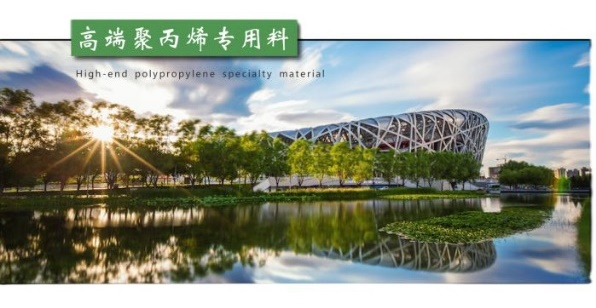 高端聚丙烯专用料
High-end polypropylene specialty material